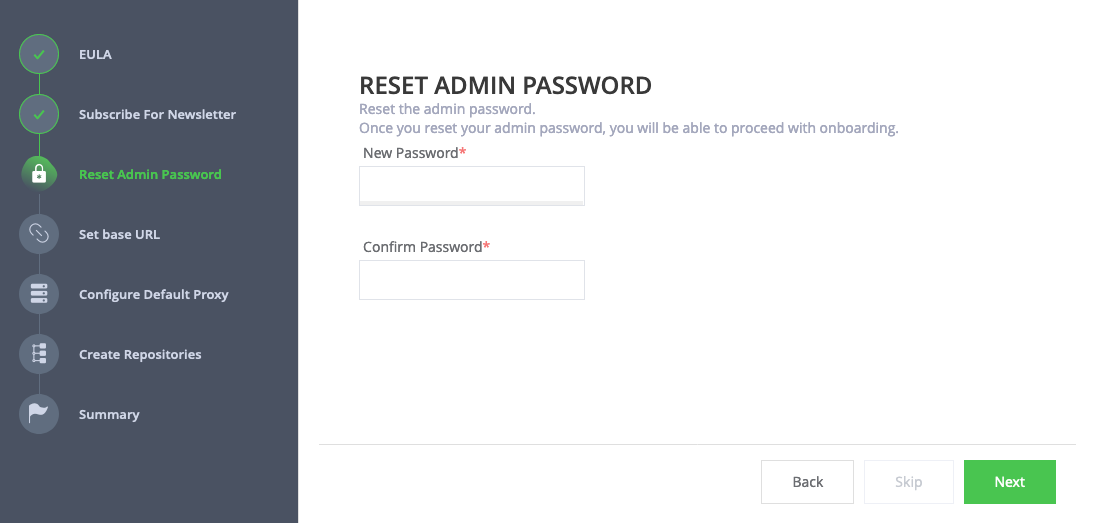 EULA
Subscribe For Newsletter
Reset Admin Password
Set base URL
Configure Default Proxy
Create Repositories
Summary
RESET ADMIN PASSWORD
Reset the admin password.
Once you reset your admin password, you will be able to proceed with onboarding.
New Password*
Confirm Password*
Back
Skip
Next